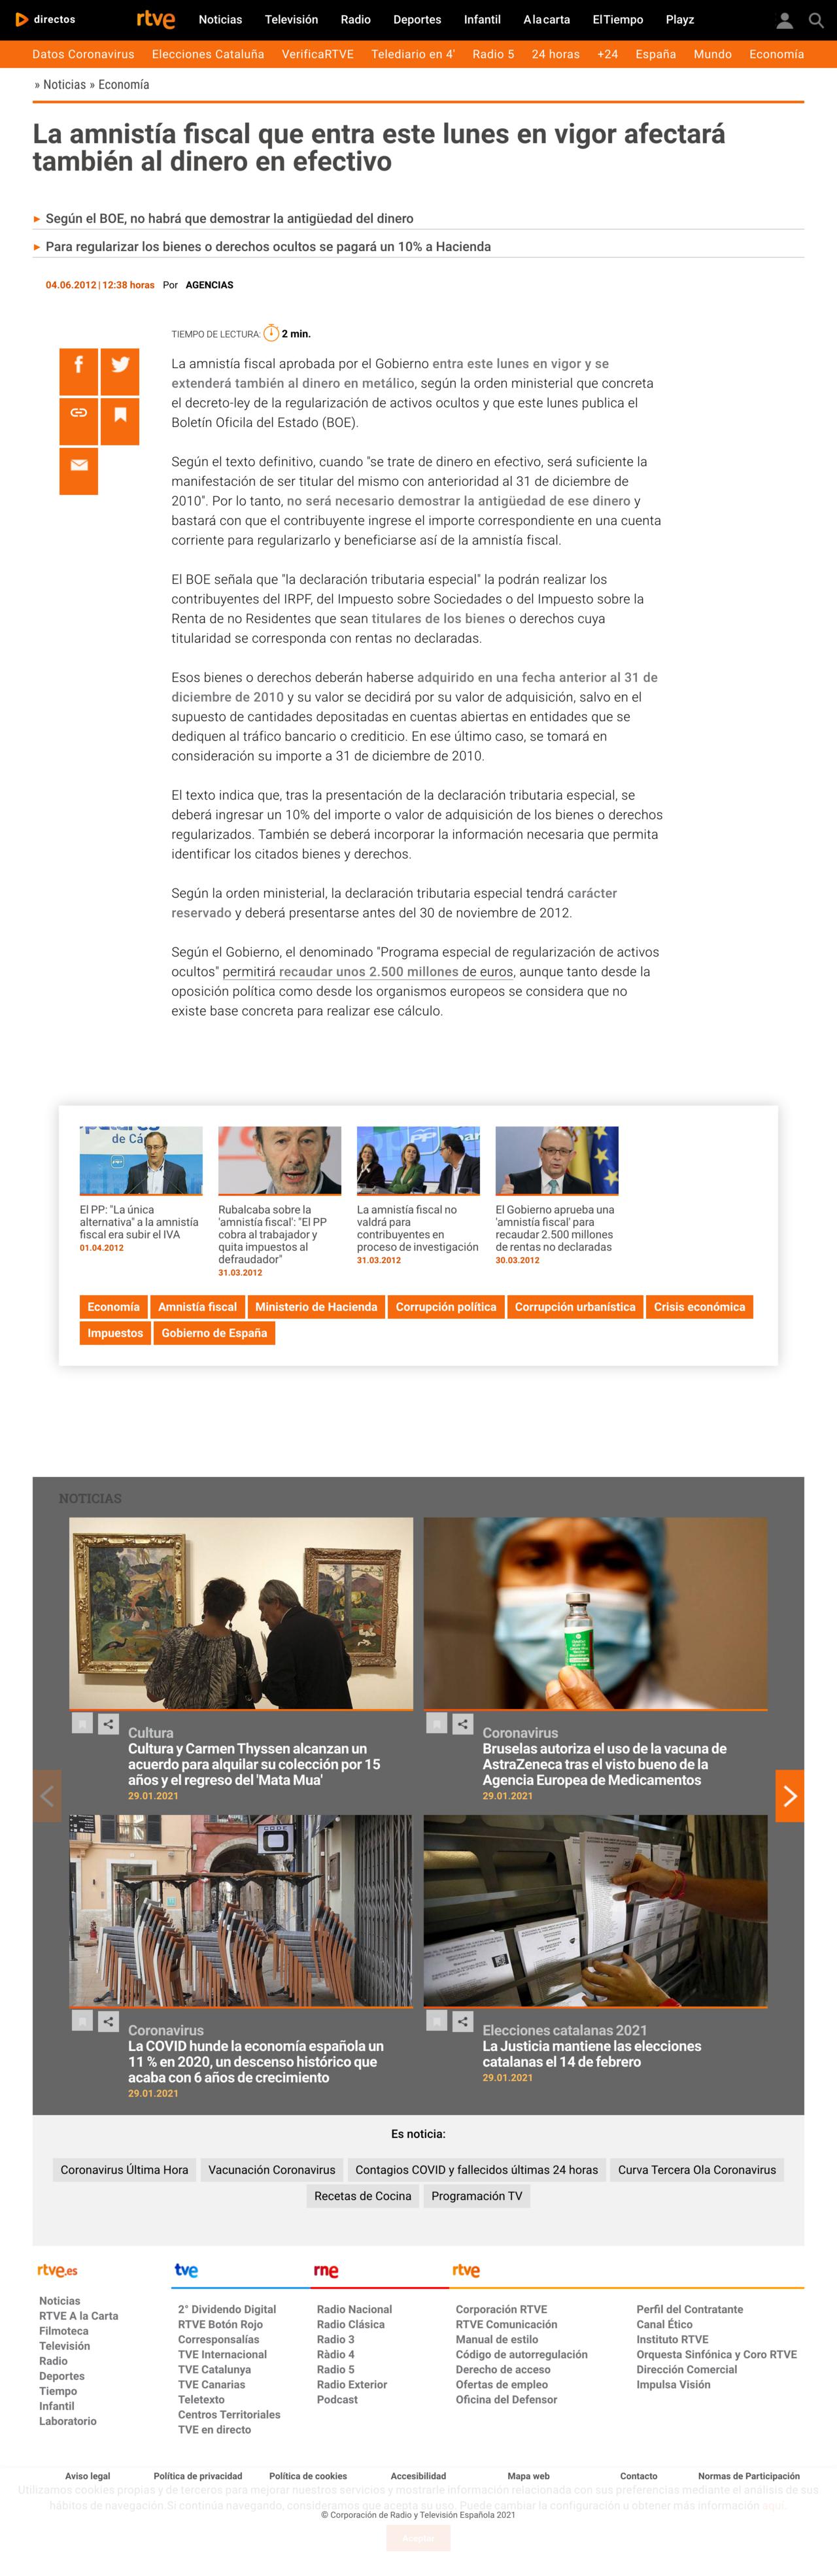 directos
rtve
Noticias Televisión Radio Deportes Infantil A la carta El Tiempo Playz
Datos Coronavirus Elecciones Cataluña VerificaRTVE Telediario en 4' Radio 5 24 horas +24 España Mundo Economía
» Noticias » Economía
La amnistía fiscal que entra este lunes en vigor afectará
también al dinero en efectivo
Según el BOE, no habrá que demostrar la antigüedad del dinero
Para regularizar los bienes o derechos ocultos se pagará un 10% a Hacienda
04.06.2012 | 12:38 horas Por AGENCIAS
TIEMPO DE LECTURA: 2 min.
La amnistía fiscal aprobada por el Gobierno entra este lunes en vigor y se
extenderá también al dinero en metálico, según la orden ministerial que concreta
el decreto-ley de la regularización de activos ocultos y que este lunes publica el
Boletín Oficila del Estado (BOE).
Según el texto definitivo, cuando "se trate de dinero en efectivo, será suficiente la
manifestación de ser titular del mismo con anterioridad al 31 de diciembre de
2010". Por lo tanto, no será necesario demostrar la antigüedad de ese dinero y
bastará con que el contribuyente ingrese el importe correspondiente en una cuenta
corriente para regularizarlo y beneficiarse así de la amnistía fiscal.
El BOE señala que "la declaración tributaria especial" la podrán realizar los
contribuyentes del IRPF, del Impuesto sobre Sociedades o del Impuesto sobre la
Renta de no Residentes que sean titulares de los bienes o derechos cuya
titularidad se corresponda con rentas no declaradas.
Esos bienes o derechos deberán haberse adquirido en una fecha anterior al 31 de
diciembre de 2010 y su valor se decidirá por su valor de adquisición, salvo en el
supuesto de cantidades depositadas en cuentas abiertas en entidades que se
dediquen al tráfico bancario o crediticio. En ese último caso, se tomará en
consideración su importe a 31 de diciembre de 2010.
El texto indica que, tras la presentación de la declaración tributaria especial, se
deberá ingresar un 10% del importe o valor de adquisición de los bienes o derechos
regularizados. También se deberá incorporar la información necesaria que permita
identificar los citados bienes y derechos.
Según la orden ministerial, la declaración tributaria especial tendrá carácter
reservado y deberá presentarse antes del 30 de noviembre de 2012.
Según el Gobierno, el denominado "Programa especial de regularización de activos
ocultos" permitirá recaudar unos 2.500 millones de euros, aunque tanto desde la
oposición política como desde los organismos europeos se considera que no
existe base concreta para realizar ese cálculo.
El PP: "La única
alternativa" a la amnistía
fiscal era subir el IVA
01.04.2012
Rubalcaba sobre la
'amnistía fiscal': "El PP
cobra al trabajador y
quita impuestos al
defraudador"
31.03.2012
La amnistía fiscal no
valdrá para
contribuyentes en
proceso de investigación
31.03.2012
El Gobierno aprueba una
'amnistía fiscal' para
recaudar 2.500 millones
de rentas no declaradas
30.03.2012
Economía Amnistía fiscal Ministerio de Hacienda Corrupción política Corrupción urbanística Crisis económica
Impuestos Gobierno de España
NOTICIAS
Cultura
Cultura y Carmen Thyssen alcanzan un
acuerdo para alquilar su colección por 15
años y el regreso del 'Mata Mua'
29.01.2021
Coronavirus
Bruselas autoriza el uso de la vacuna de
AstraZeneca tras el visto bueno de la
Agencia Europea de Medicamentos
29.01.2021
Coronavirus
La COVID hunde la economía española un
11 % en 2020, un descenso histórico que
acaba con 6 años de crecimiento
29.01.2021
Elecciones catalanas 2021
La Justicia mantiene las elecciones
catalanas el 14 de febrero
29.01.2021
Es noticia:
Coronavirus Última Hora Vacunación Coronavirus Contagios COVID y fallecidos últimas 24 horas Curva Tercera Ola Coronavirus
Recetas de Cocina Programación TV
rtve.es
Noticias
RTVE A la Carta
Filmoteca
Televisión
Radio
Deportes
Tiempo
Infantil
Laboratorio
tve
2° Dividendo Digital
RTVE Botón Rojo
Corresponsalías
TVE Internacional
TVE Catalunya
TVE Canarias
Teletexto
Centros Territoriales
TVE en directo
rne
Radio Nacional
Radio Clásica
Radio 3
Ràdio 4
Radio 5
Radio Exterior
Podcast
rtve
Corporación RTVE
RTVE Comunicación
Manual de estilo
Código de autorregulación
Derecho de acceso
Ofertas de empleo
Oficina del Defensor
Perfil del Contratante
Canal Ético
Instituto RTVE
Orquesta Sinfónica y Coro RTVE
Dirección Comercial
Impulsa Visión
Aviso legal Política de privacidad Política de cookies Accesibilidad Mapa web Contacto Normas de Participación
Utilizamos cookies propias y de terceros para mejorar nuestros servicios y mostrarle información relacionada con sus preferencias mediante el análisis de sus
hábitos de navegación. Si continúa navegando, consideramos que acepta su uso. Puede cambiar la configuración u obtener más información aquí.
© Corporación de Radio y Televisión Española 2021
Aceptar